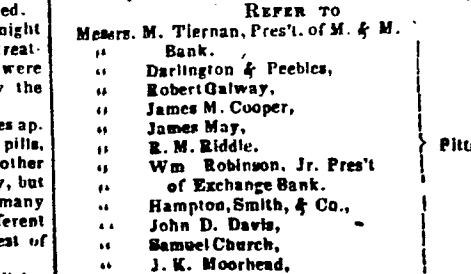 ed.
night
reat-
were
the
es ap.
pills,
other
, but
many
ferent
est of
REFER TO
Messrs. M. Tiernan, Pres't. of M. & M.
" Bank.
" Darlington & Peebles,
" Robert Galway,
" James M. Cooper,
" James May,
" R. M. Riddle.
" Wm Robinson, Jr. Pres't
" of Exchange Bank.
" Hampton, Smith, & Co.,
" John D. Davis,
" Samuel Church,
" J. K. Moorhead,
Pitts